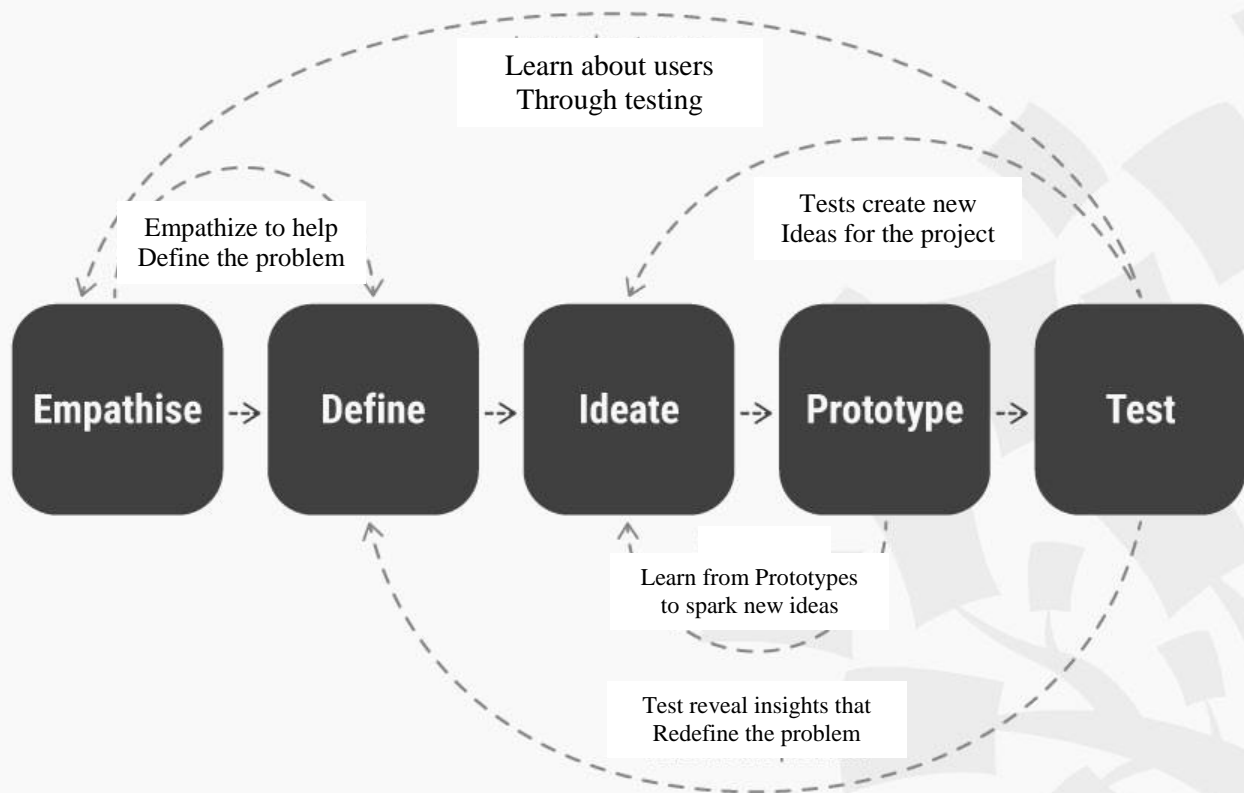 Learn about users
Through testing
Tests create new
Ideas for the project
Empathize to help
Define the problem
Empathise
Define
Ideate
Prototype
Test
Learn from Prototypes
to spark new ideas
Test reveal insights that
Redefine the problem